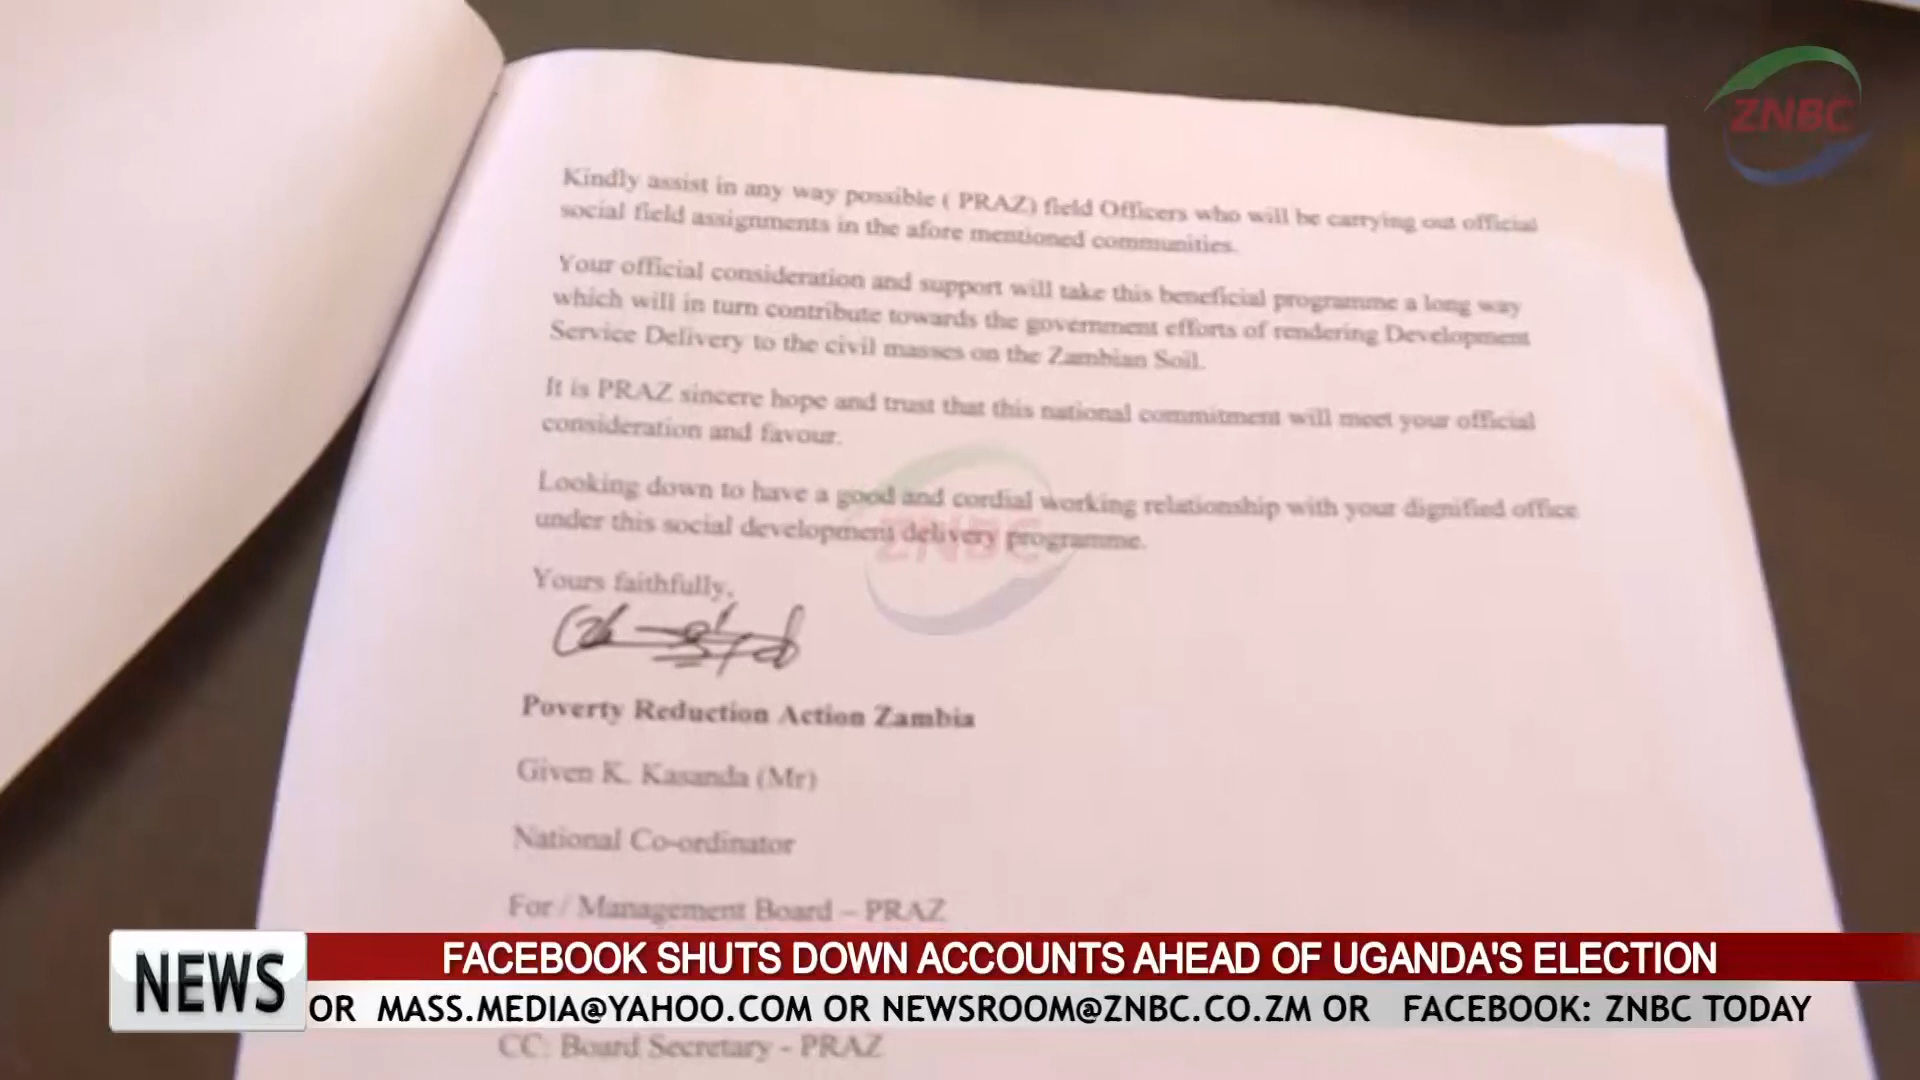 ZNBC
Kindly assist in any way possible ( PRAZ) field Officers who will be carrying out official
social field assignments in the afore mentioned communities.
Your official consideration and support will take this beneficial programme a long way
which will in turn contribute towards the government efforts of rendering Development
Service Delivery to the civil masses on the Zambian Soil.
It is PRAZ sincere hope and trust that this national commitment will meet your official
consideration and favour.
Looking down to have a good and cordial working relationship with your dignified office
under this social development delivery programme.
ZNBC
Yours faithfully,
Poverty Reduction Action Zambia
Given K. Kasanda (Mr)
National Co-ordinator
For / Management Board – PRAZ
NEWS
FACEBOOK SHUTS DOWN ACCOUNTS AHEAD OF UGANDA'S ELECTION
OR MASS.MEDIA@YAHOO.COM OR NEWSROOM@ZNBC.CO.ZM OR FACEBOOK: ZNBC TODAY
CC: Board Secretary - PRAZ